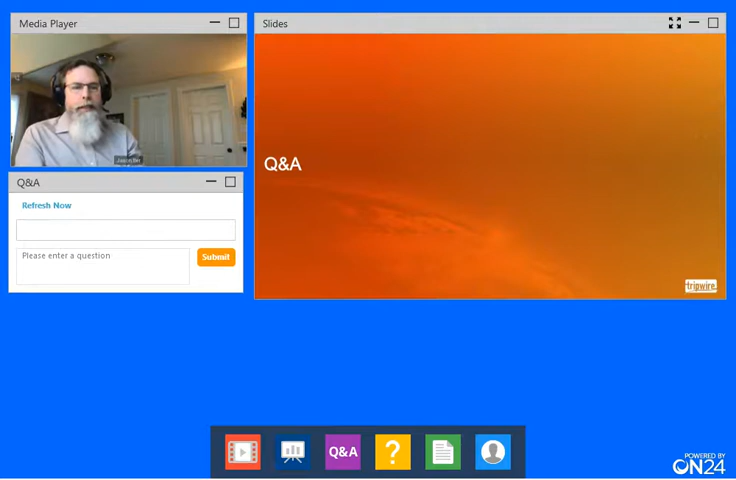 Media Player
Slides
Q&A
Q&A
Refresh Now
Please enter a question
Submit
tripwire
Q&A
?
POWERED BY
ON24